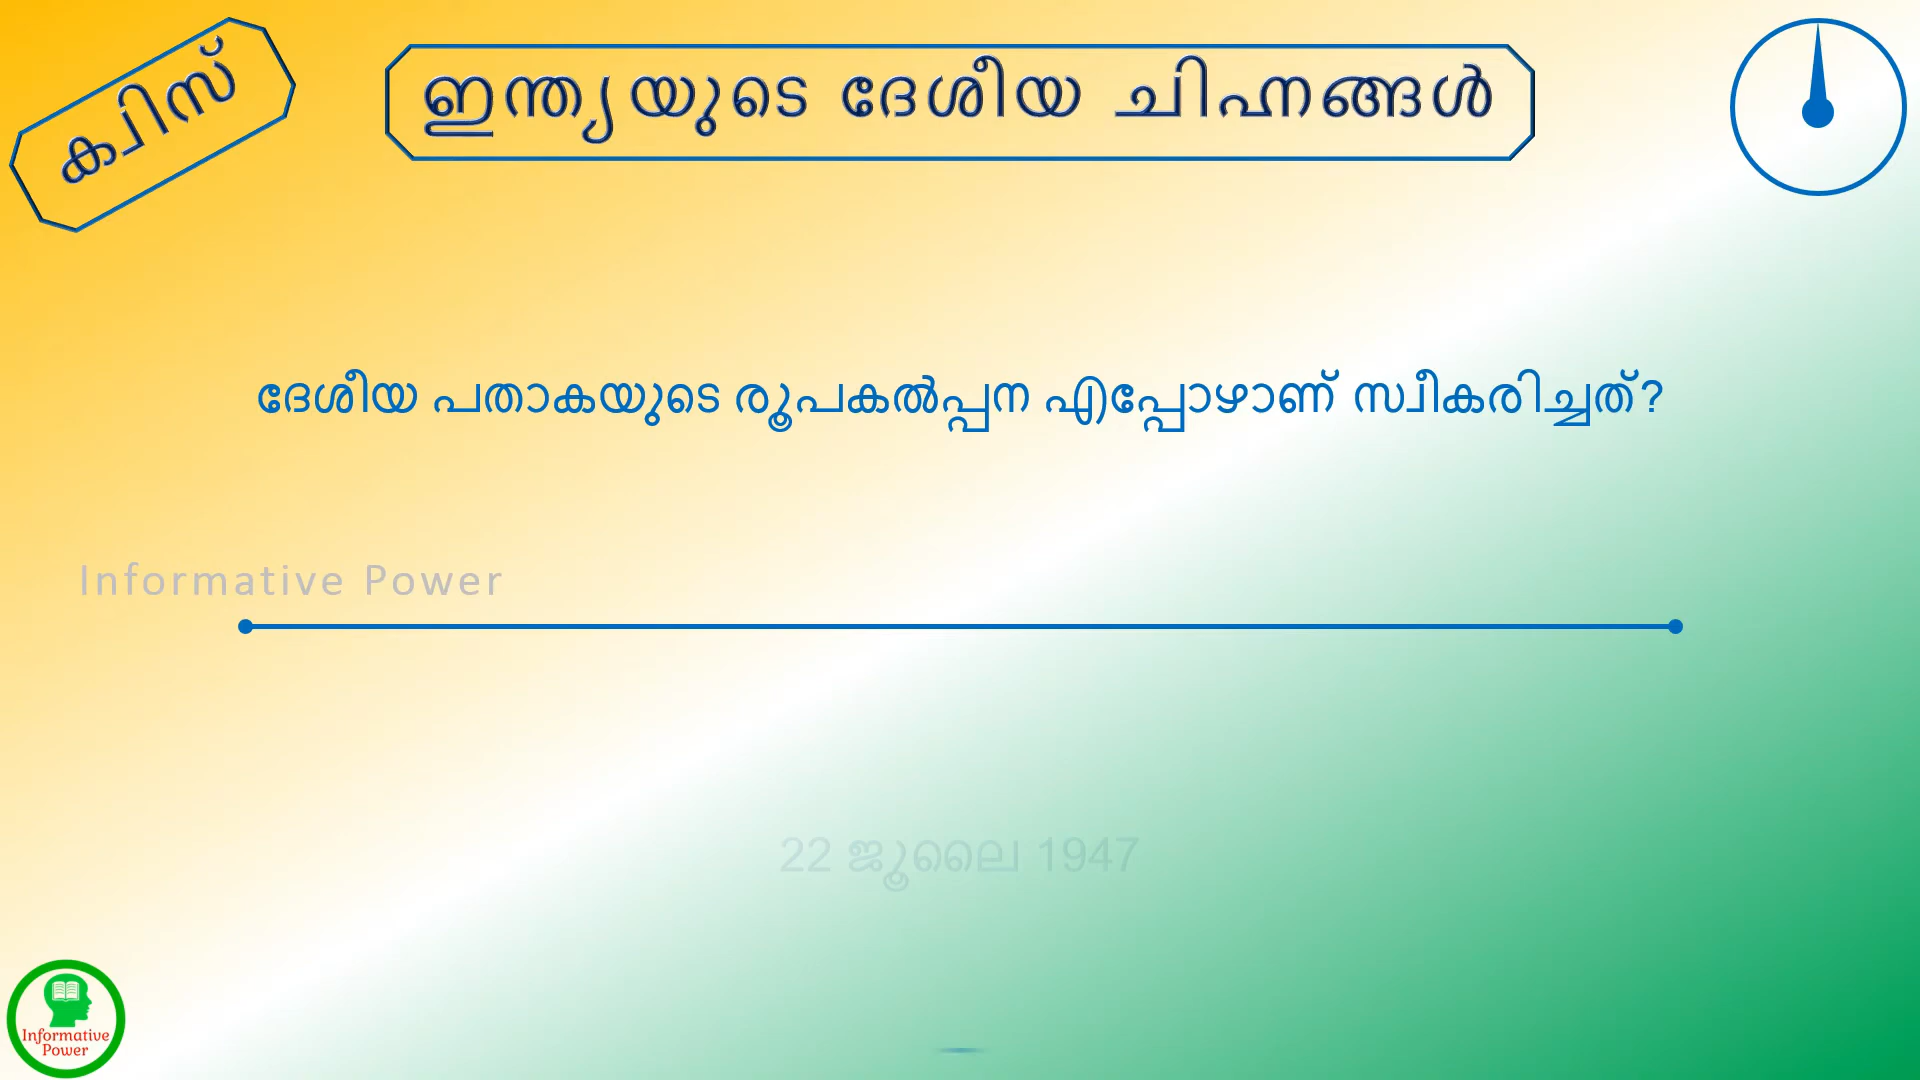 ക്വിസ്
ഇന്ത്യയുടെ ദേശീയ ചിഹ്നങ്ങൾ
ദേശീയ പതാകയുടെ രൂപകൽപ്പന എപ്പോഴാണ് സ്വീകരിച്ചത്?
Informative Power
22 ജൂലൈ 1947
Informative
Power